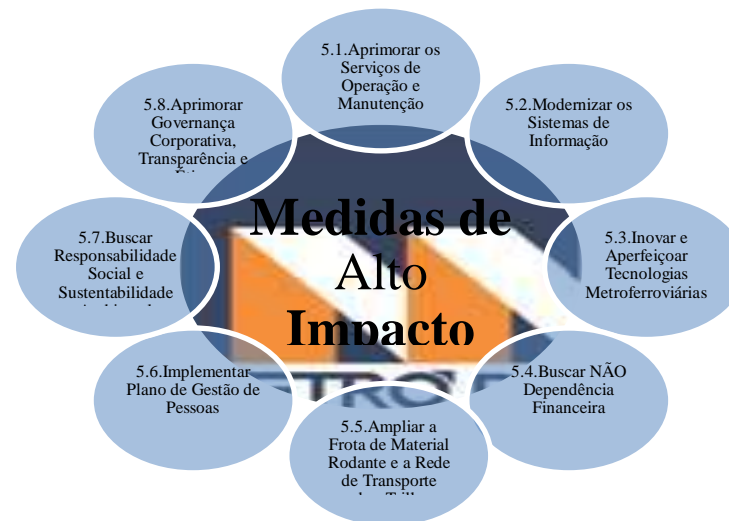 5.1.Aprimorar os
Serviços de
Operação e
Manutenção
5.2.Modernizar os
Sistemas de
Informação
5.3.Inovar e
Aperfeiçoar
Tecnologias
Metroferroviárias
5.4.Buscar NÃO
Dependência
Financeira
5.5.Ampliar a
Frota de Material
Rodante e a Rede
de Transporte
5.6.Implementar
Plano de Gestão de
Pessoas
5.7.Buscar
Responsabilidade
Social e
Sustentabilidade
5.8.Aprimorar
Governança
Corporativa,
Transparência e
Medidas de
Alto
Impacto